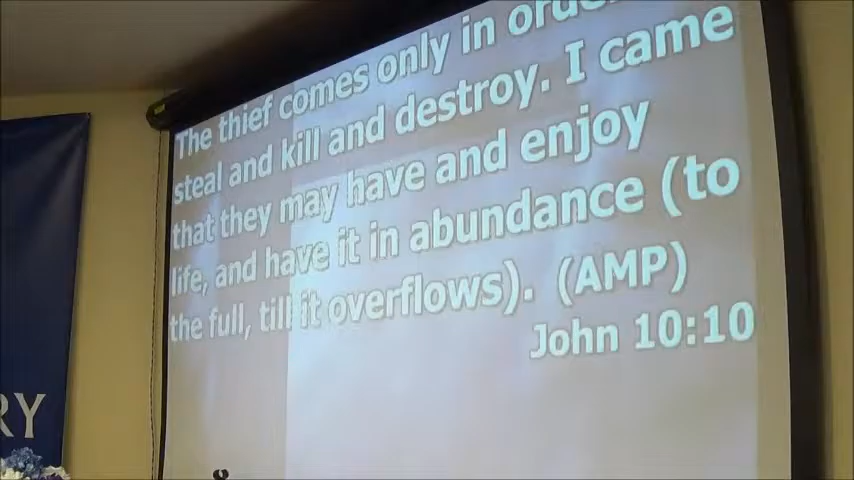 The thief comes only in order
steal and kill and destroy. I came
that they may have and enjoy
life, and have it in abundance (to
the full, till it overflows). (AMP)
John 10:10
RY